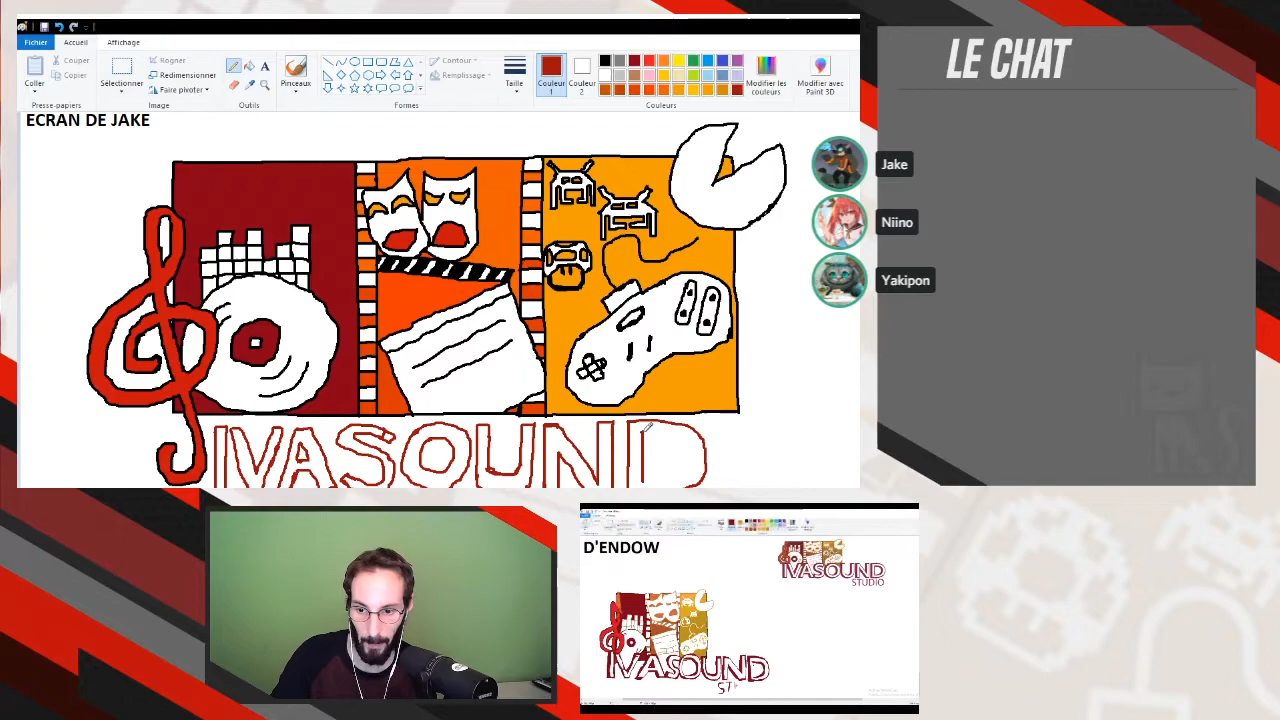 Fichier Accueil Affichage
Coller
Couper
Copier
Presse-papiers
Sélectionner
Rogner
Redimensionner
Faire pivoter
Image
A
Outils
Pinceaux
Formes
Contour
Remplissage
Taille
Couleur 1
Couleur 2
Couleurs
Modifier les couleurs
Modifier avec Paint 3D
ECRAN DE JAKE
IVASOUND
LE CHAT
Jake
Niino
Yakipon
D'ENDOW
IVASOUND
STUDIO
IVASOUND
ST